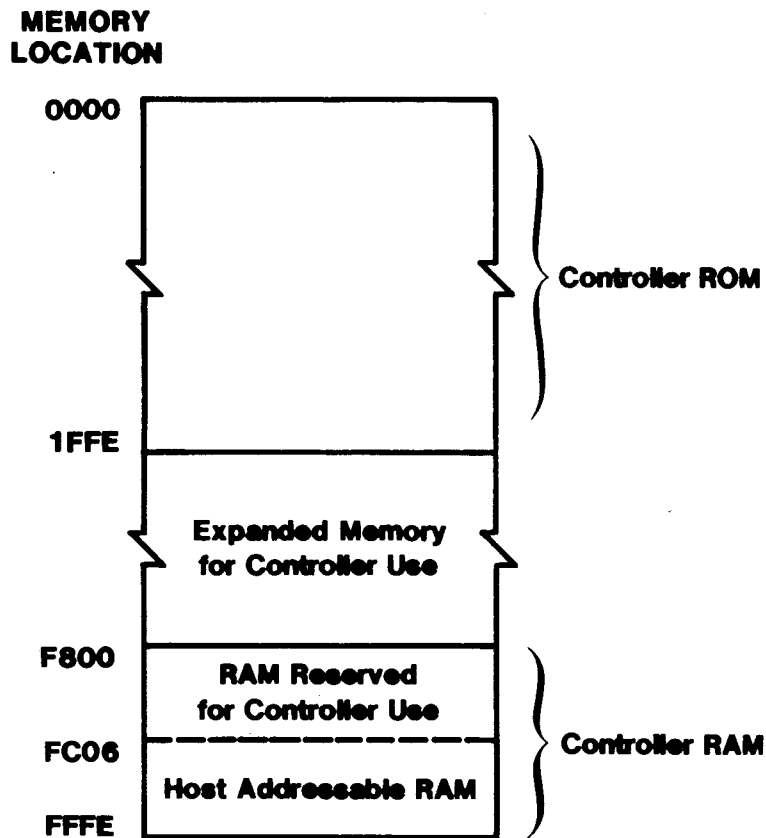 MEMORY
LOCATION
0000
Controller ROM
1FFE
Expanded Memory
for Controller Use
F800
RAM Reserved
for Controller Use
FC06
Controller RAM
Host Addressable RAM
FFFE